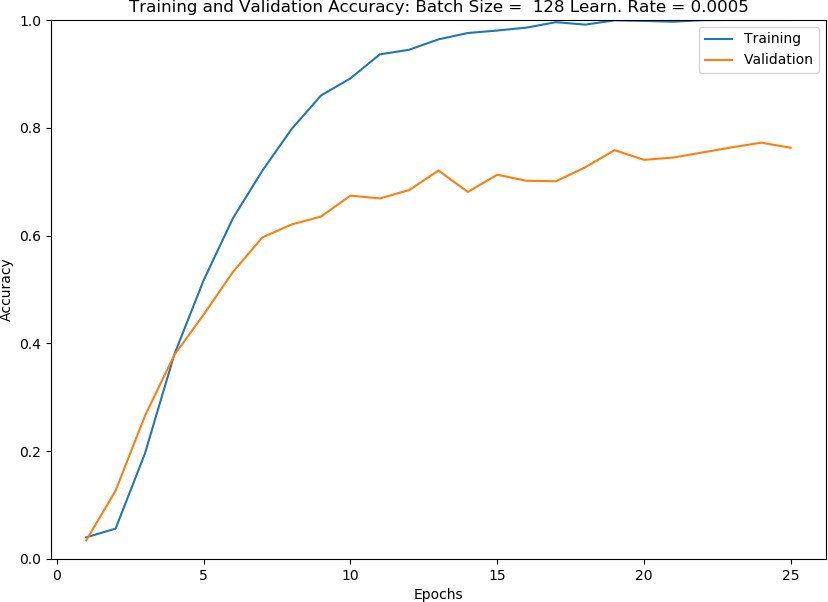 Training and Validation Accuracy: Batch Size =  128 Learn. Rate = 0.0005
1.0
Training
Validation
0.8
0.6
Accuracy
0.4
0.2
0.0
0 5 10 15 20 25
Epochs